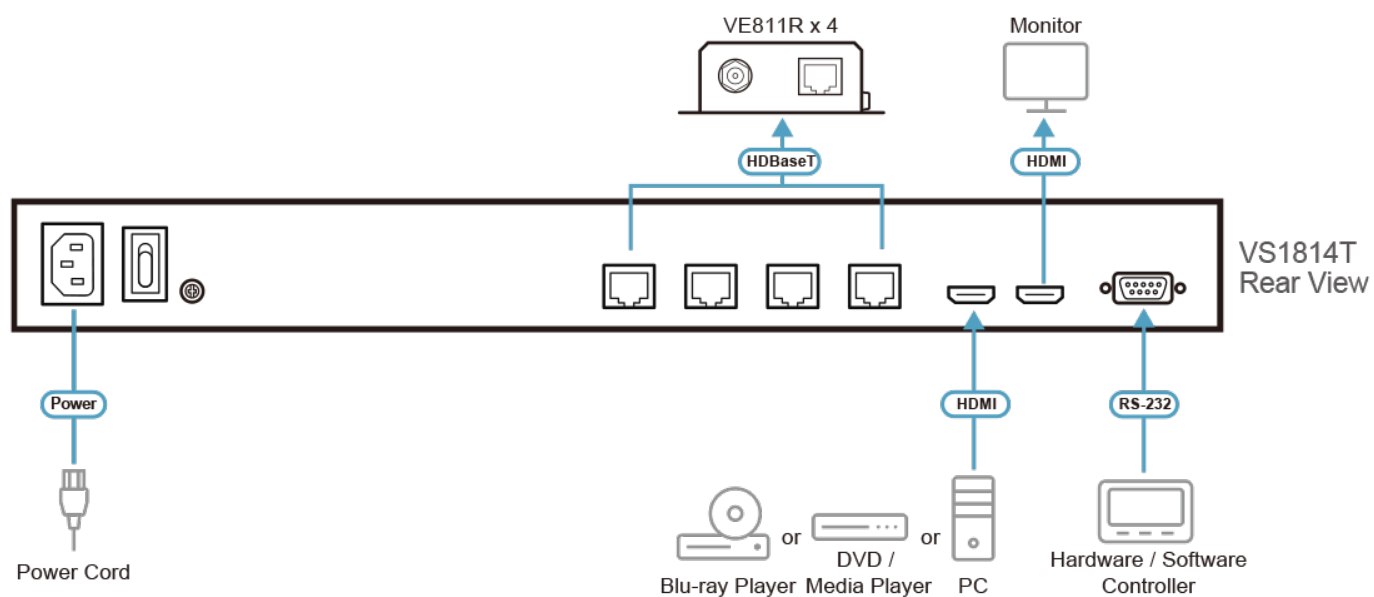 VE811R x 4
Monitor
HDBaseT
HDMI
VS1814T
Rear View
Power
HDMI
RS-232
Power Cord
or
or
Blu-ray Player
DVD /
Media Player
PC
Hardware / Software
Controller